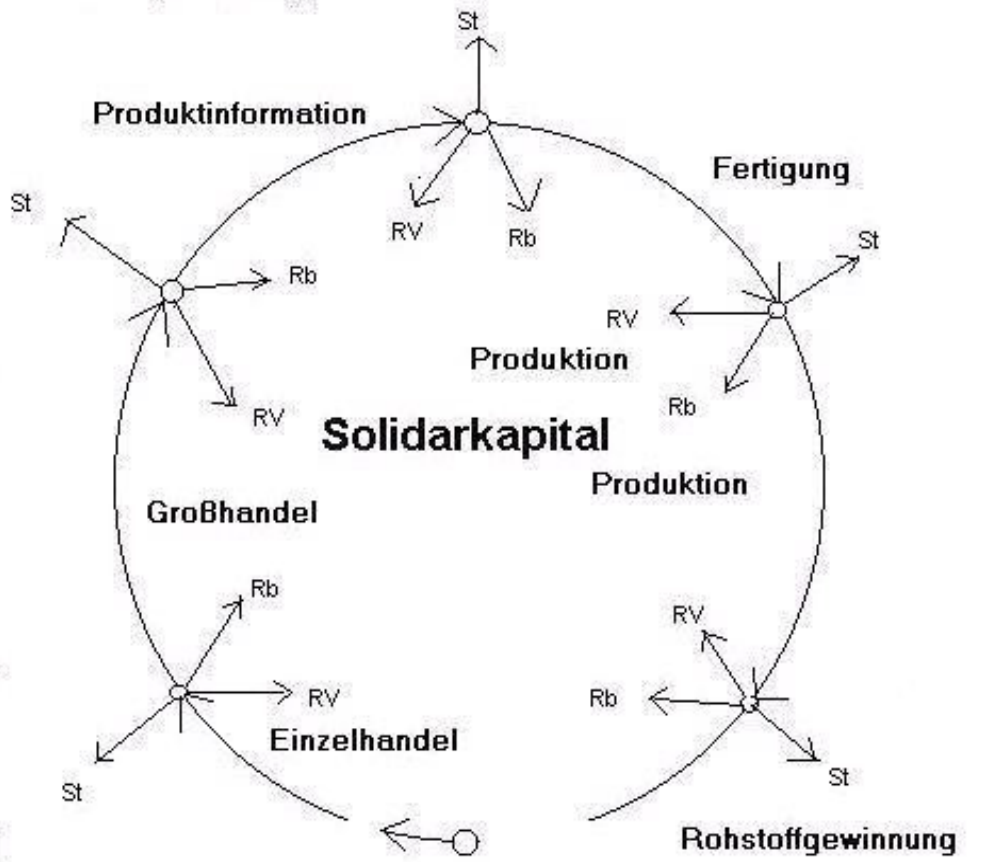 St
Produktinformation
Fertigung
St
RV
Rb
St
Rb
RV
Produktion
RV
Rb
Solidarkapital
Produktion
Großhandel
Rb
RV
RV
Rb
Einzelhandel
St
St
Rohstoffgewinnung